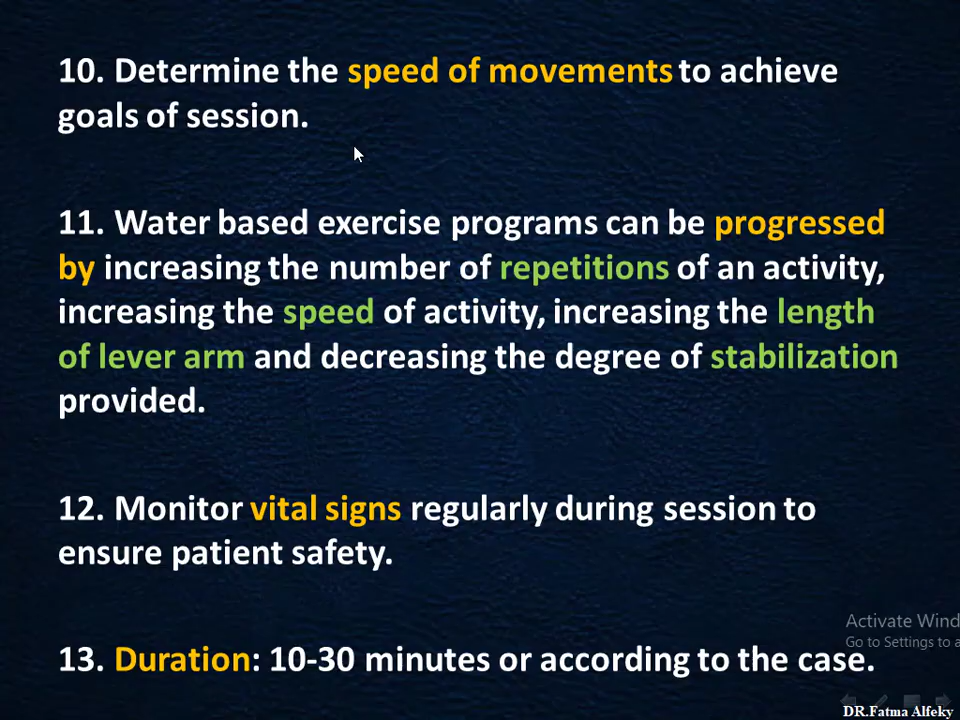 10. Determine the speed of movements to achieve
goals of session.
11. Water based exercise programs can be progressed
by increasing the number of repetitions of an activity,
increasing the speed of activity, increasing the length
of lever arm and decreasing the degree of stabilization
provided.
12. Monitor vital signs regularly during session to
ensure patient safety.
Activate Wind
Go to Settings to a
13. Duration: 10-30 minutes or according to the case.
DR.Fatma Alfeky